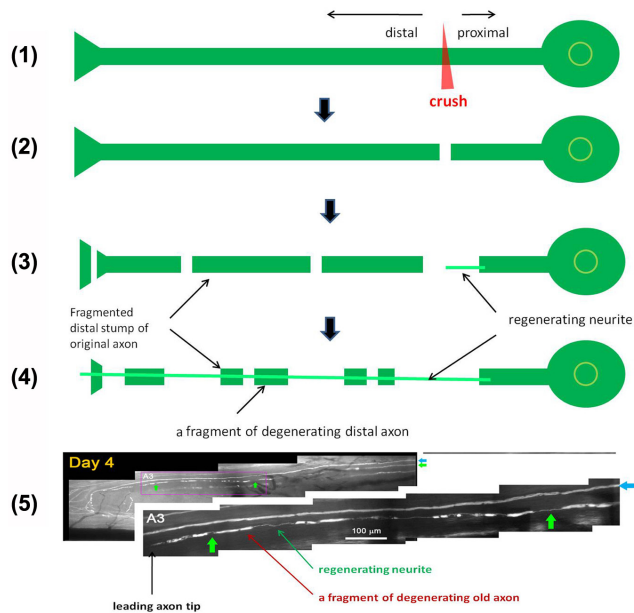 distal proximal
(1)
crush
(2)
(3)
Fragmented
distal stump of
original axon
regenerating neurite
(4)
a fragment of degenerating distal axon
Day 4
A3
(5)
A3
100 µm
regenerating neurite
a fragment of degenerating old axon
leading axon tip